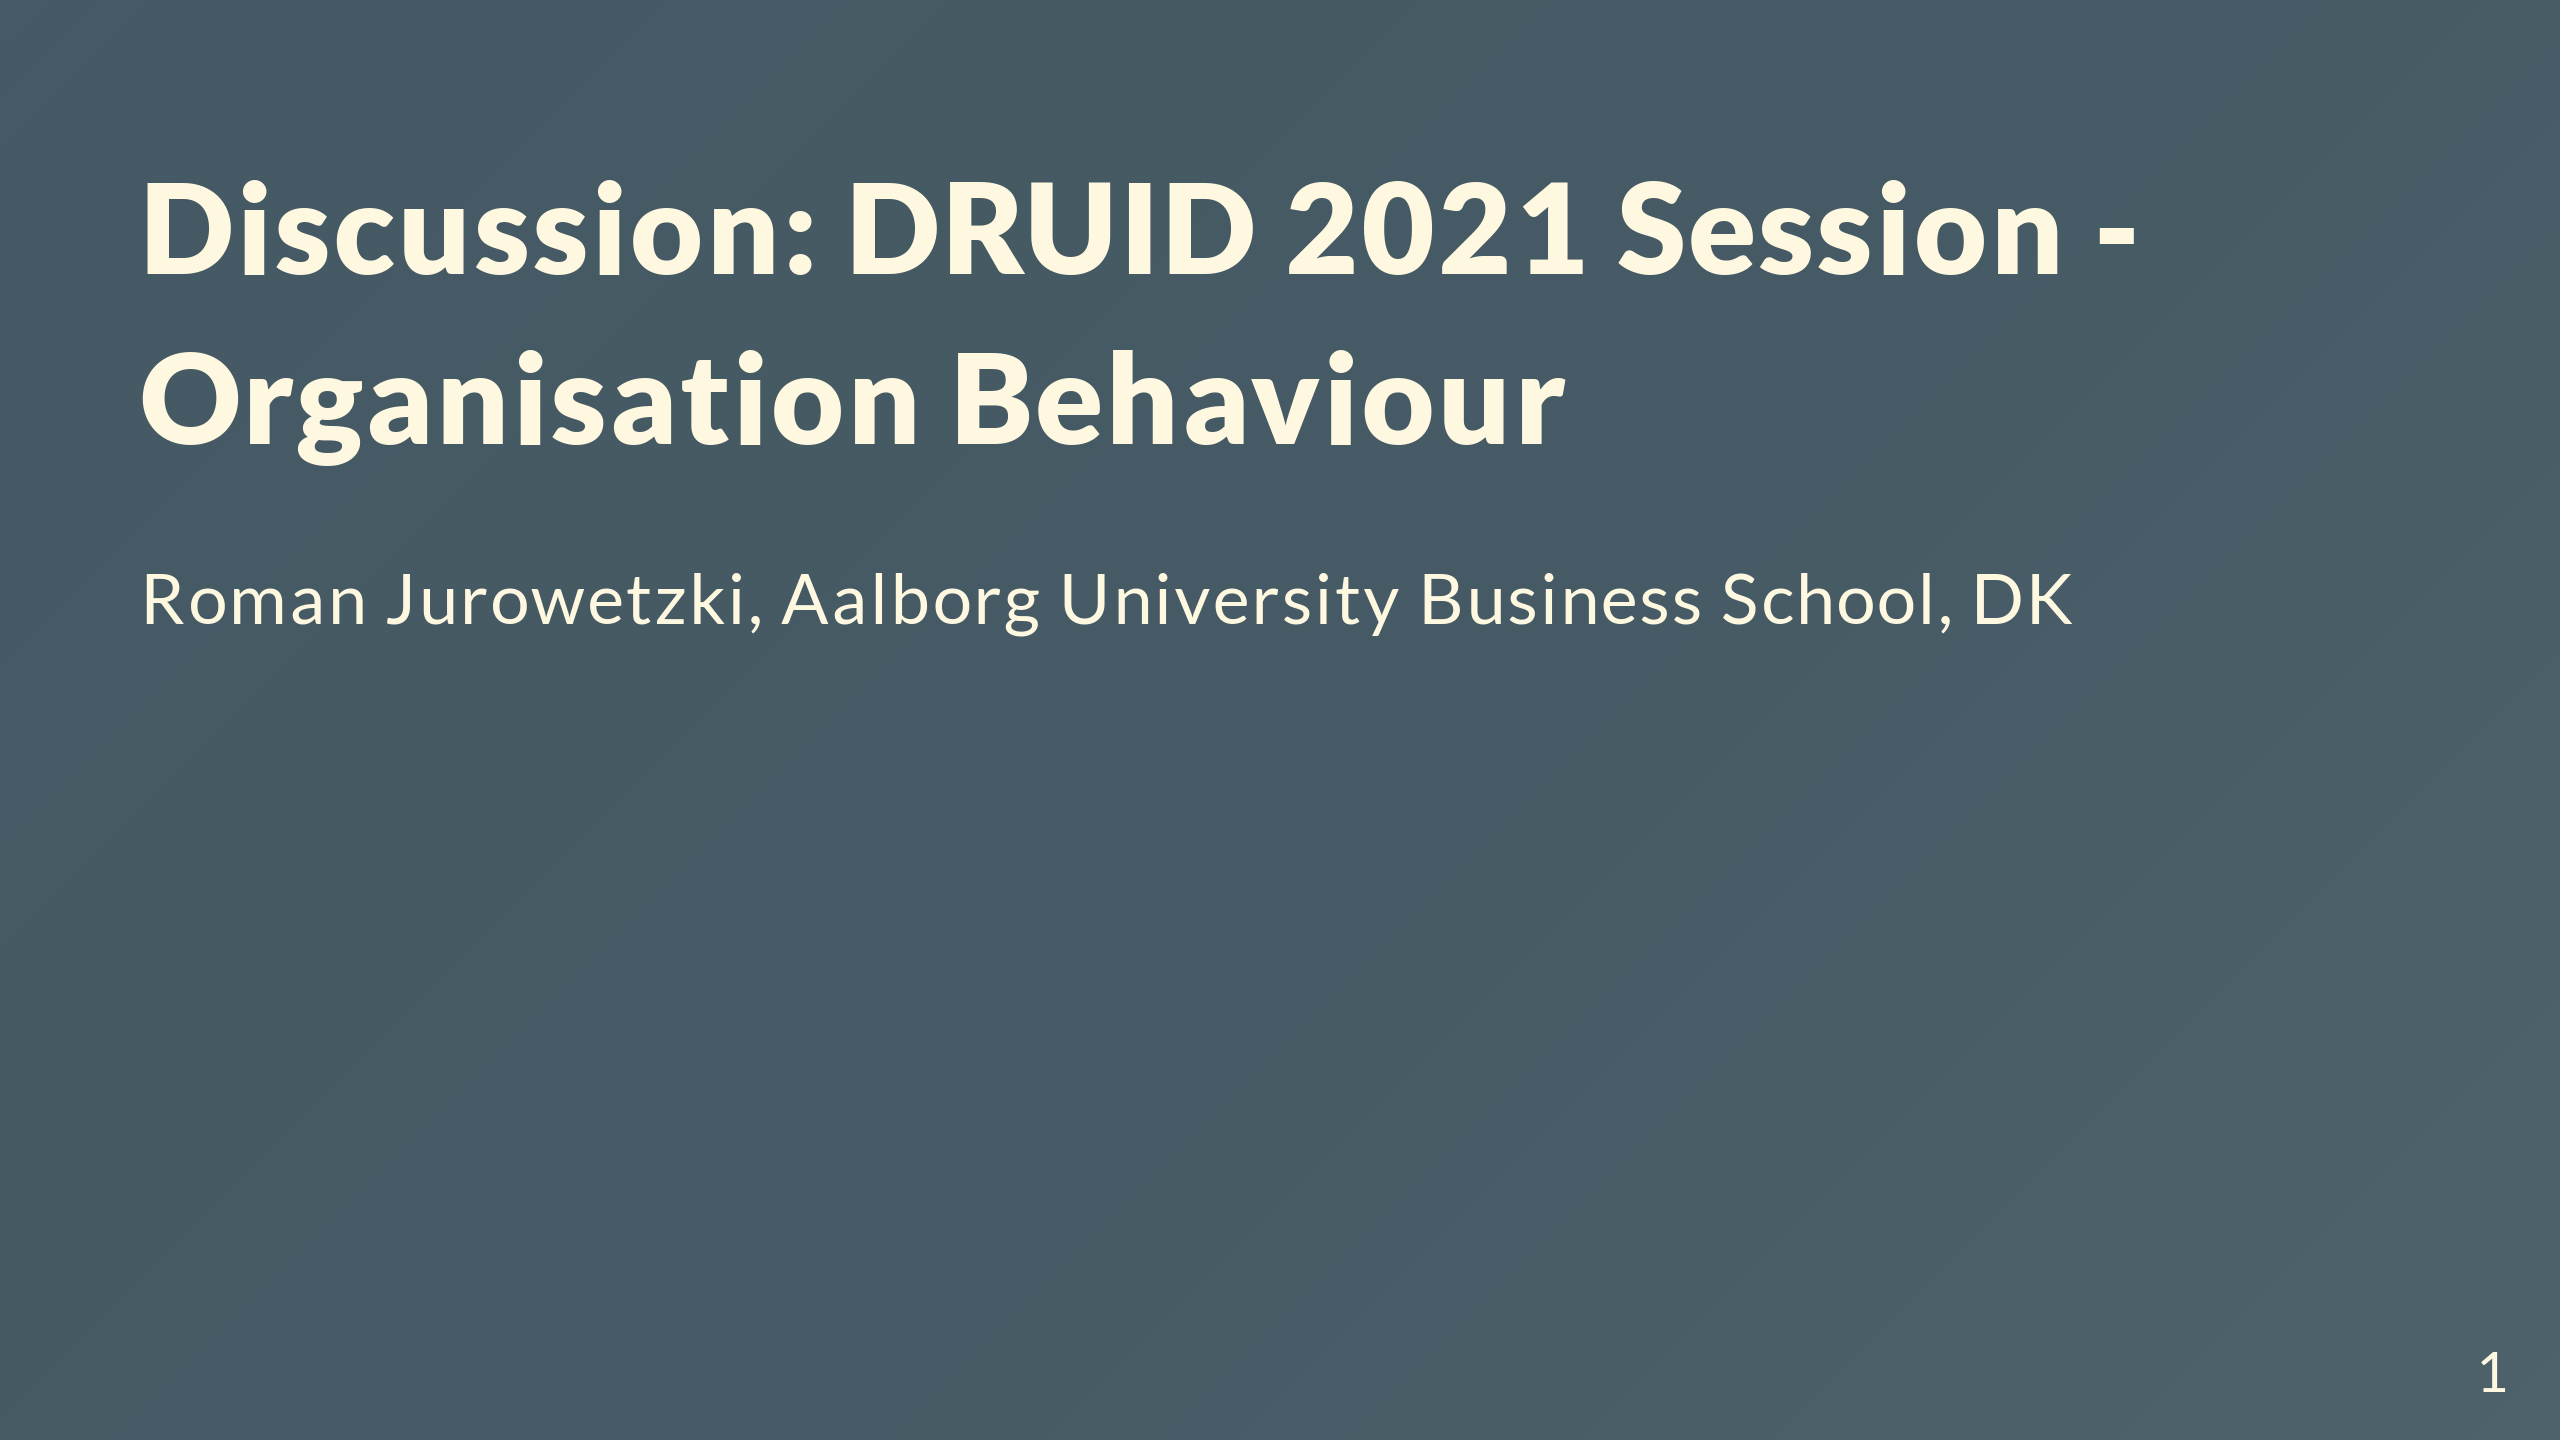 Discussion: DRUID 2021 Session -
Organisation Behaviour
Roman Jurowetzki, Aalborg University Business School, DK
1